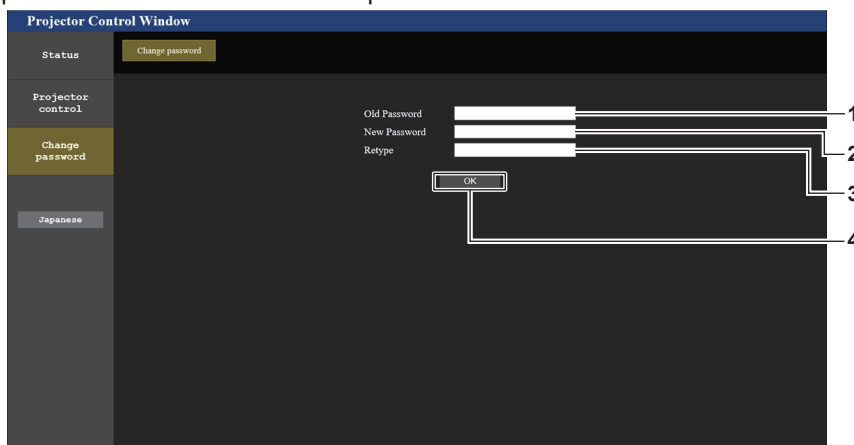 Projector Control Window
Status
Change password
Projector
control
Change
password
Japanese
Old Password
New Password
Retype
OK
1
2
3
4